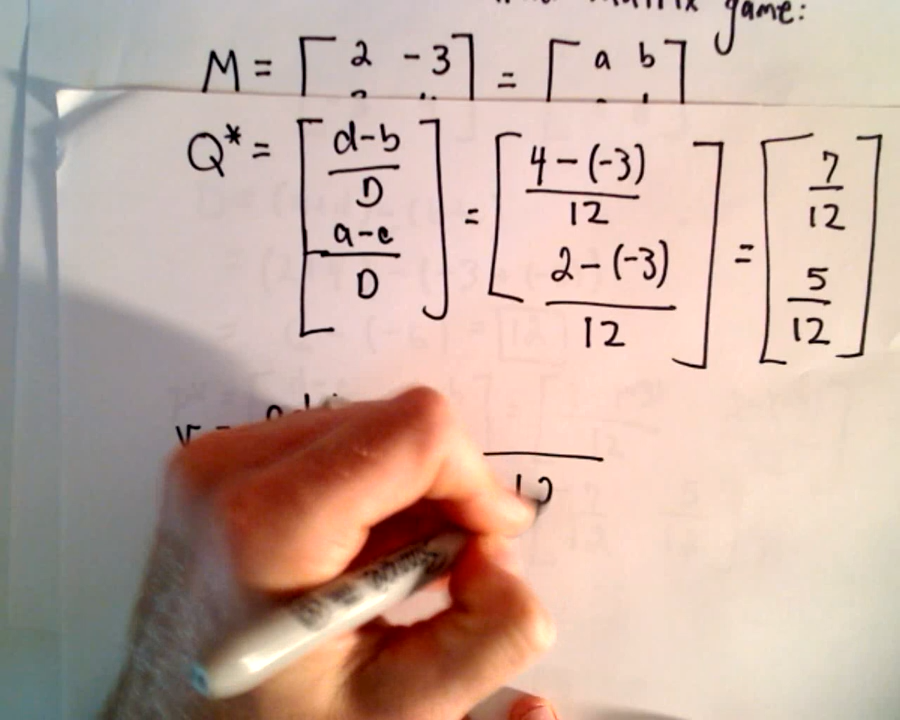 game:
M = [ 2 -3 ] = [ a b ]
Q* = [ d-b / D ] = [ 4-(-3) / 12 ] = [ 7 / 12 ]
[ a-c / D ] [ 2-(-3) / 12 ] [ 5 / 12 ]
v =
12